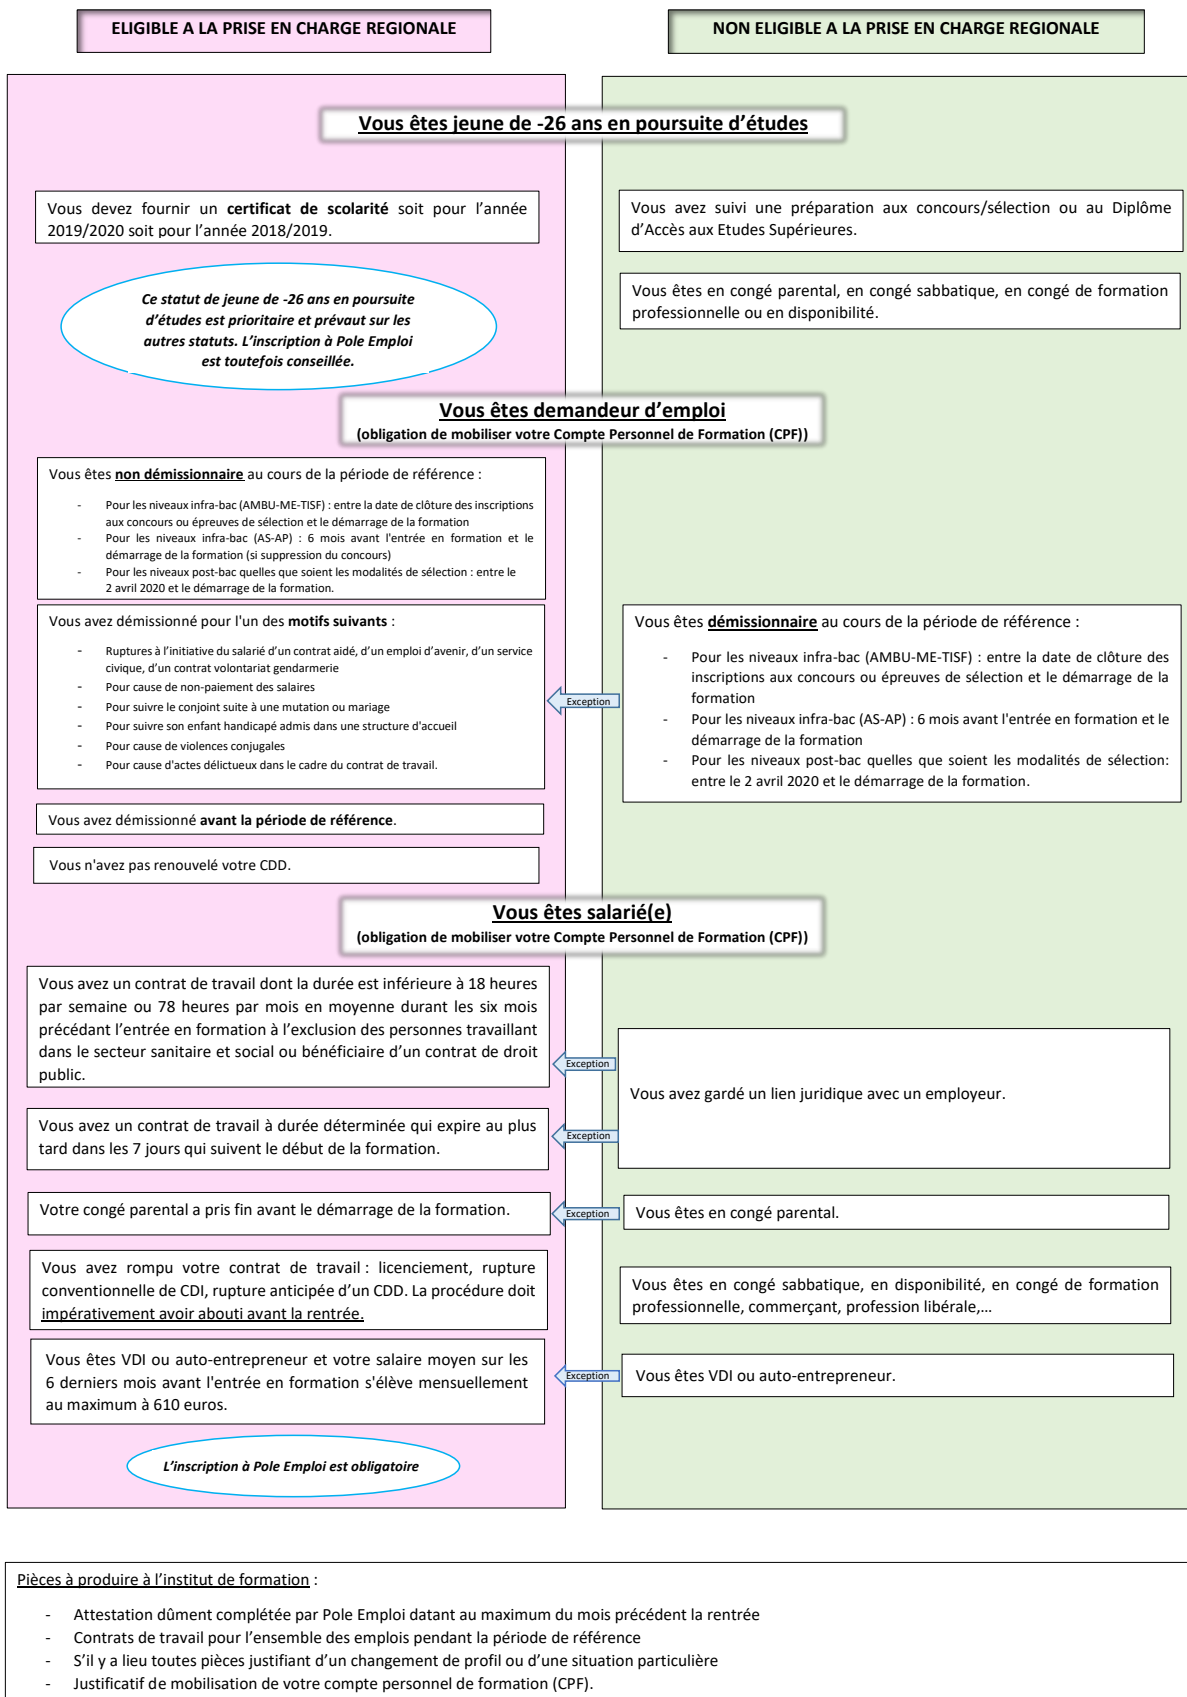 ELIGIBLE A LA PRISE EN CHARGE REGIONALE
NON ELIGIBLE A LA PRISE EN CHARGE REGIONALE
Vous êtes jeune de -26 ans en poursuite d’études
Vous devez fournir un certificat de scolarité soit pour l’année
2019/2020 soit pour l’année 2018/2019.
Vous avez suivi une préparation aux concours/sélection ou au Diplôme
d’Accès aux Etudes Supérieures.
Ce statut de jeune de -26 ans en poursuite
d’études est prioritaire et prévaut sur les
autres statuts. L’inscription à Pole Emploi
est toutefois conseillée.
Vous êtes en congé parental, en congé sabbatique, en congé de formation
professionnelle ou en disponibilité.
Vous êtes demandeur d’emploi
(obligation de mobiliser votre Compte Personnel de Formation (CPF))
Vous êtes non démissionnaire au cours de la période de référence :
- Pour les niveaux infra-bac (AMBU-ME-TISF) : entre la date de clôture des inscriptions
aux concours ou épreuves de sélection et le démarrage de la formation
- Pour les niveaux infra-bac (AS-AP) : 6 mois avant l'entrée en formation et le
démarrage de la formation (si suppression du concours)
- Pour les niveaux post-bac quelles que soient les modalités de sélection : entre le
2 avril 2020 et le démarrage de la formation.
Vous avez démissionné pour l'un des motifs suivants :
- Ruptures à l’initiative du salarié d’un contrat aidé, d’un emploi d’avenir, d’un service
civique, d’un contrat volontariat gendarmerie
- Pour cause de non-paiement des salaires
- Pour suivre le conjoint suite à une mutation ou mariage
- Pour suivre son enfant handicapé admis dans une structure d'accueil
- Pour cause de violences conjugales
- Pour cause d'actes délictueux dans le cadre du contrat de travail.
Exception
Vous êtes démissionnaire au cours de la période de référence :
- Pour les niveaux infra-bac (AMBU-ME-TISF) : entre la date de clôture des
inscriptions aux concours ou épreuves de sélection et le démarrage de la
formation
- Pour les niveaux infra-bac (AS-AP) : 6 mois avant l'entrée en formation et le
démarrage de la formation
- Pour les niveaux post-bac quelles que soient les modalités de sélection:
entre le 2 avril 2020 et le démarrage de la formation.
Vous avez démissionné avant la période de référence.
Vous n'avez pas renouvelé votre CDD.
Vous êtes salarié(e)
(obligation de mobiliser votre Compte Personnel de Formation (CPF))
Vous avez un contrat de travail dont la durée est inférieure à 18 heures
par semaine ou 78 heures par mois en moyenne durant les six mois
précédant l’entrée en formation à l’exclusion des personnes travaillant
dans le secteur sanitaire et social ou bénéficiaire d’un contrat de droit
public.
Exception
Vous avez gardé un lien juridique avec un employeur.
Vous avez un contrat de travail à durée déterminée qui expire au plus
tard dans les 7 jours qui suivent le début de la formation.
Exception
Votre congé parental a pris fin avant le démarrage de la formation.
Exception
Vous êtes en congé parental.
Vous avez rompu votre contrat de travail : licenciement, rupture
conventionnelle de CDI, rupture anticipée d’un CDD. La procédure doit
impérativement avoir abouti avant la rentrée.
Vous êtes en congé sabbatique, en disponibilité, en congé de formation
professionnelle, commerçant, profession libérale,…
Vous êtes VDI ou auto-entrepreneur et votre salaire moyen sur les
6 derniers mois avant l'entrée en formation s'élève mensuellement
au maximum à 610 euros.
Exception
Vous êtes VDI ou auto-entrepreneur.
L’inscription à Pole Emploi est obligatoire
Pièces à produire à l’institut de formation :
- Attestation dûment complétée par Pole Emploi datant au maximum du mois précédent la rentrée
- Contrats de travail pour l’ensemble des emplois pendant la période de référence
- S’il y a lieu toutes pièces justifiant d’un changement de profil ou d’une situation particulière
- Justificatif de mobilisation de votre compte personnel de formation (CPF).